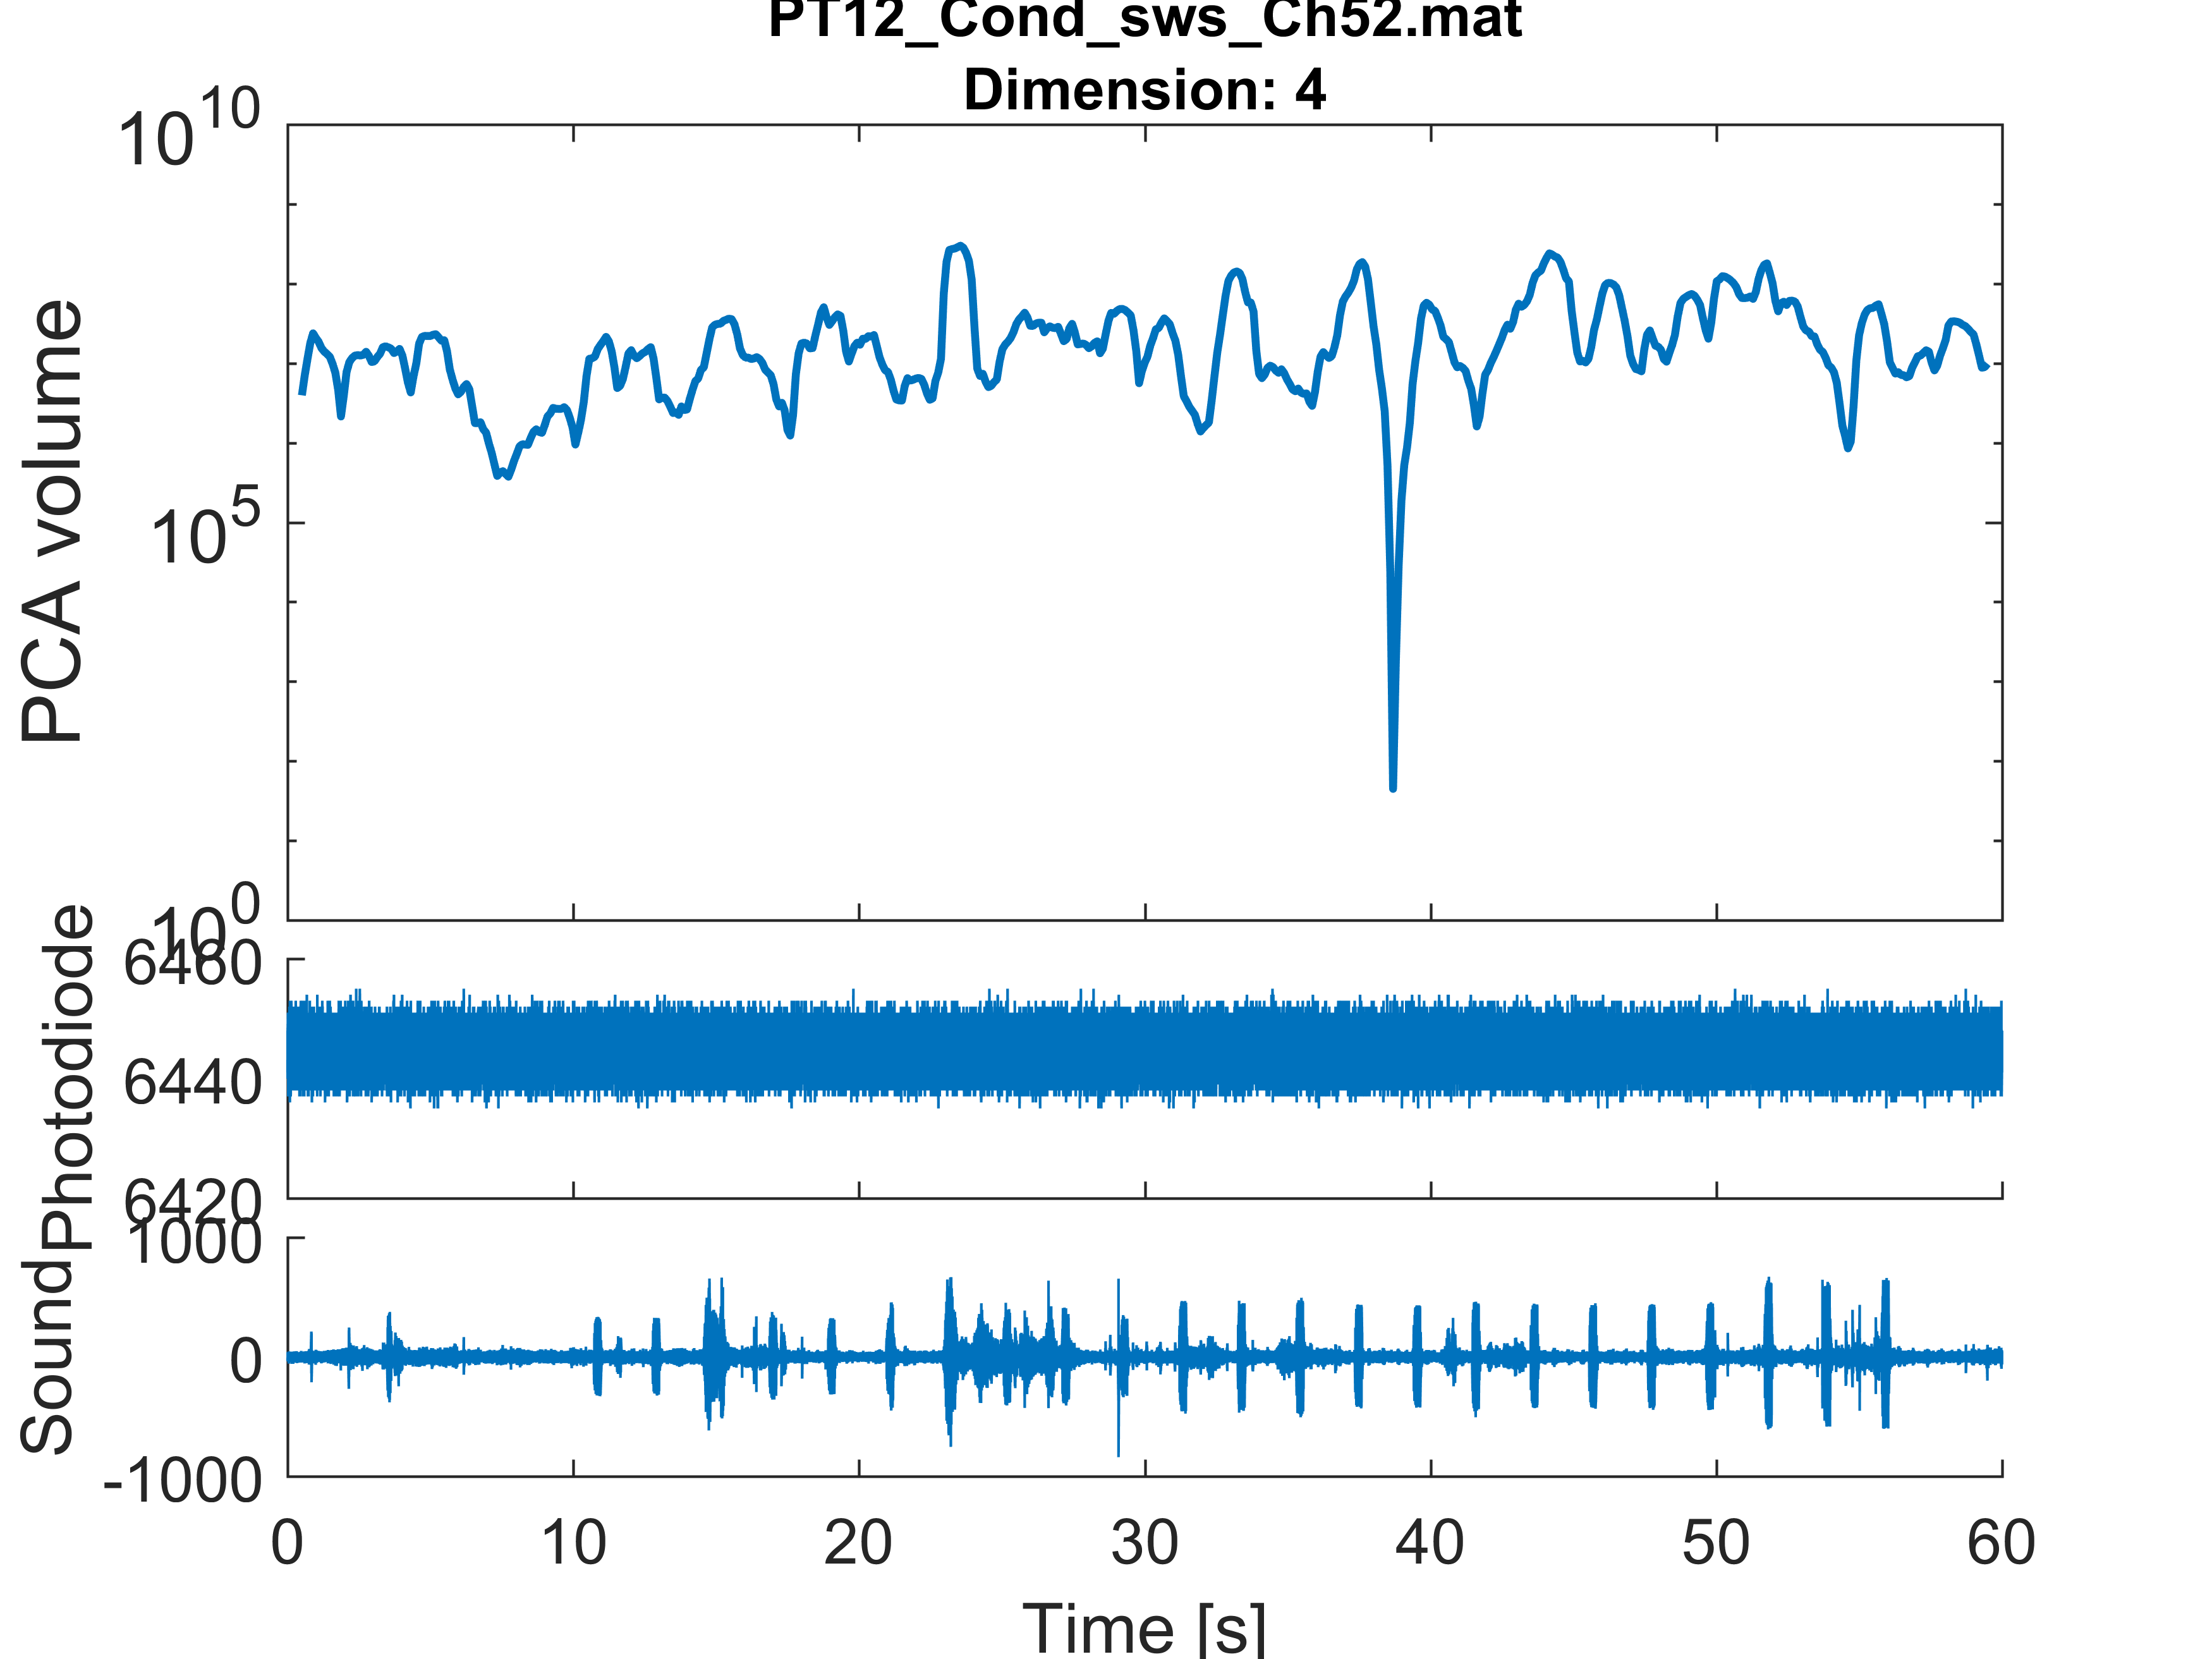 PT12_Cond_sws_Ch52.mat
Dimension: 4
PCA volume
10^10
10^5
10^0
Photodiode
6460
6440
6420
Sound
1000
0
-1000
0 10 20 30 40 50 60
Time [s]